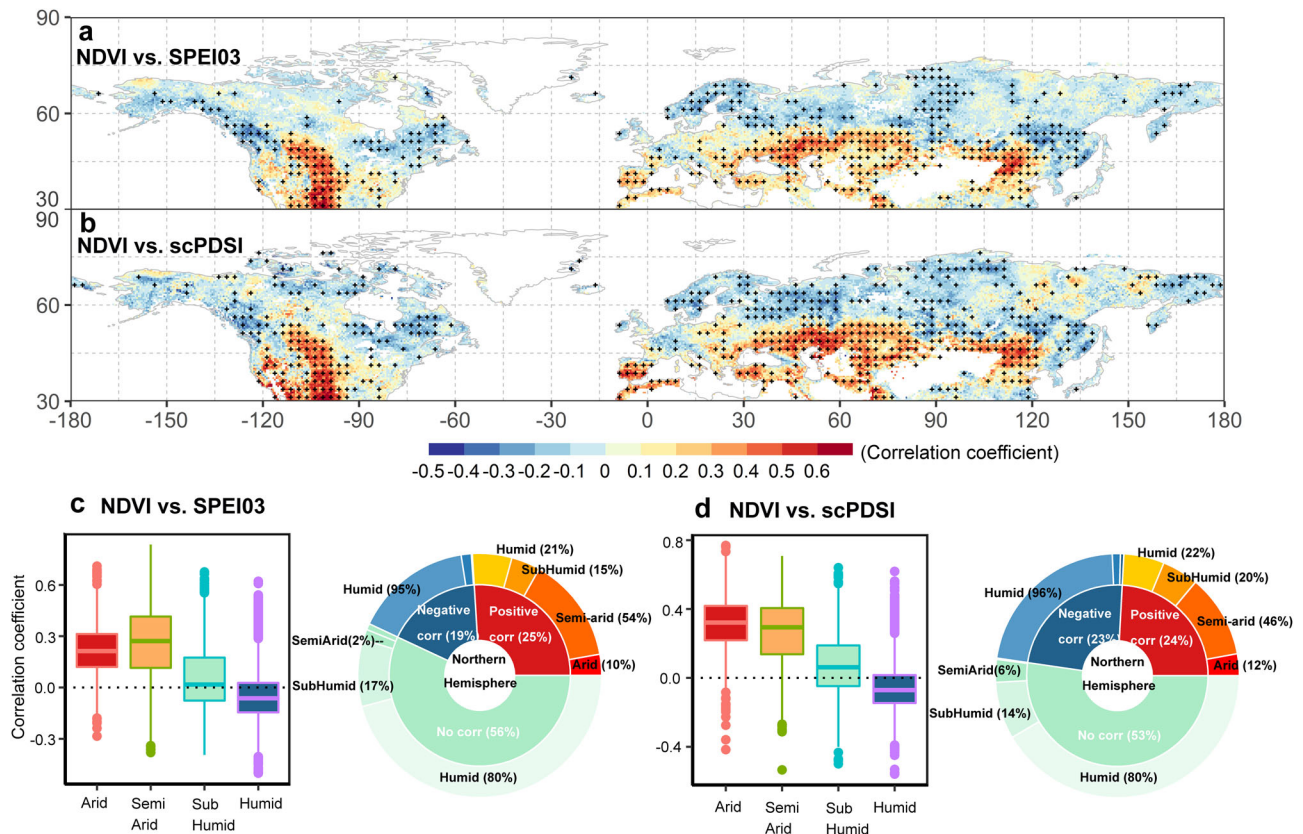 90
a
NDVI vs. SPEI03
60
30
90
b
NDVI vs. scPDSI
60
30
-180 -150 -120 -90 -60 -30 0 30 60 90 120 150 180
-0.5 -0.4 -0.3 -0.2 -0.1 0 0.1 0.2 0.3 0.4 0.5 0.6 (Correlation coefficient)
c NDVI vs. SPEI03
Correlation coefficient
0.6
0.3
0.0
-0.3
Arid
Semi
Arid
Sub
Humid
Humid
Humid (21%)
SubHumid (15%)
Humid (95%)
Negative
corr (19%)
Positive
corr (25%)
Semi-arid (54%)
SemiArid(2%)--
Arid (10%)
Northern
Hemisphere
SubHumid (17%)
No corr (56%)
Humid (80%)
d NDVI vs. scPDSI
0.8
0.4
0.0
-0.4
Arid
Semi
Arid
Sub
Humid
Humid
Humid (22%)
SubHumid (20%)
Humid (96%)
Negative
corr (23%)
Positive
corr (24%)
Semi-arid (46%)
SemiArid (6%)
Arid (12%)
Northern
Hemisphere
SubHumid (14%)
No corr (53%)
Humid (80%)